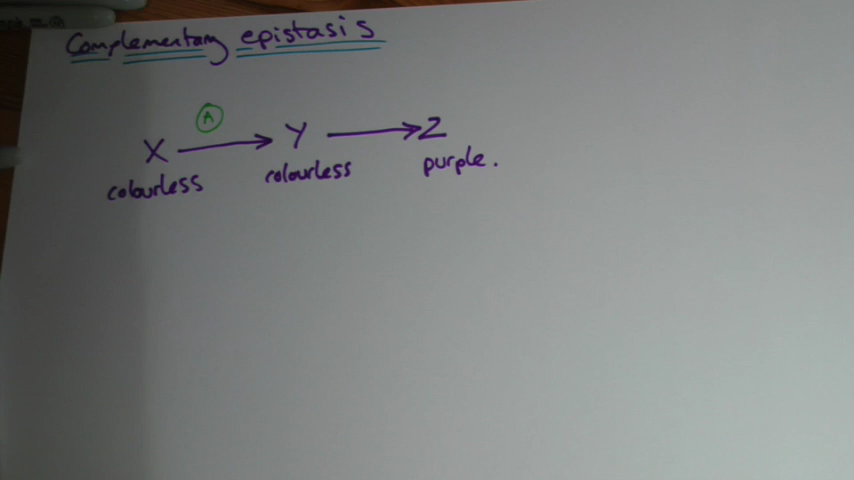 Complementary epistasis
A
X → Y → Z
colourless colourless purple.